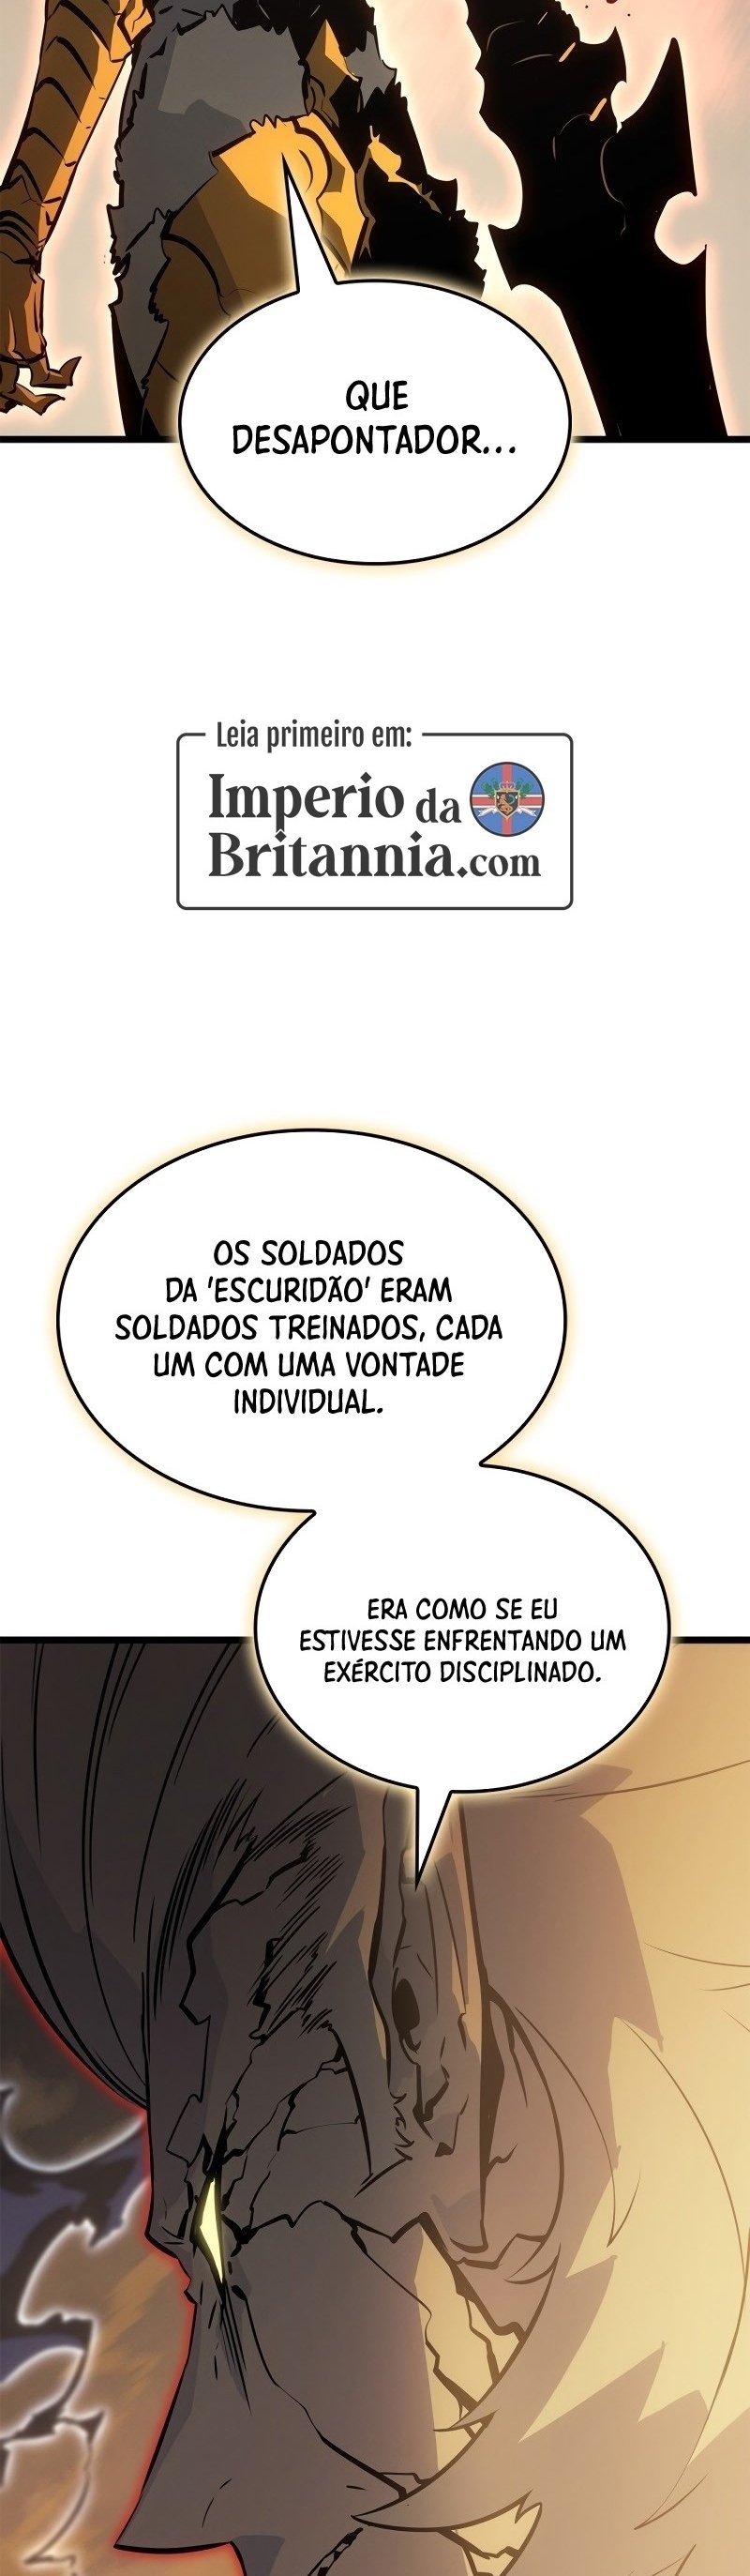 QUE
DESAPONTADOR...
Leia primeiro em:
Imperio da
Britannia.com
OS SOLDADOS
DA 'ESCURIDÃO' ERAM
SOLDADOS TREINADOS, CADA
UM COM UMA VONTADE
INDIVIDUAL.
ERA COMO SE EU
ESTIVESSE ENFRENTANDO UM
EXÉRCITO DISCIPLINADO.